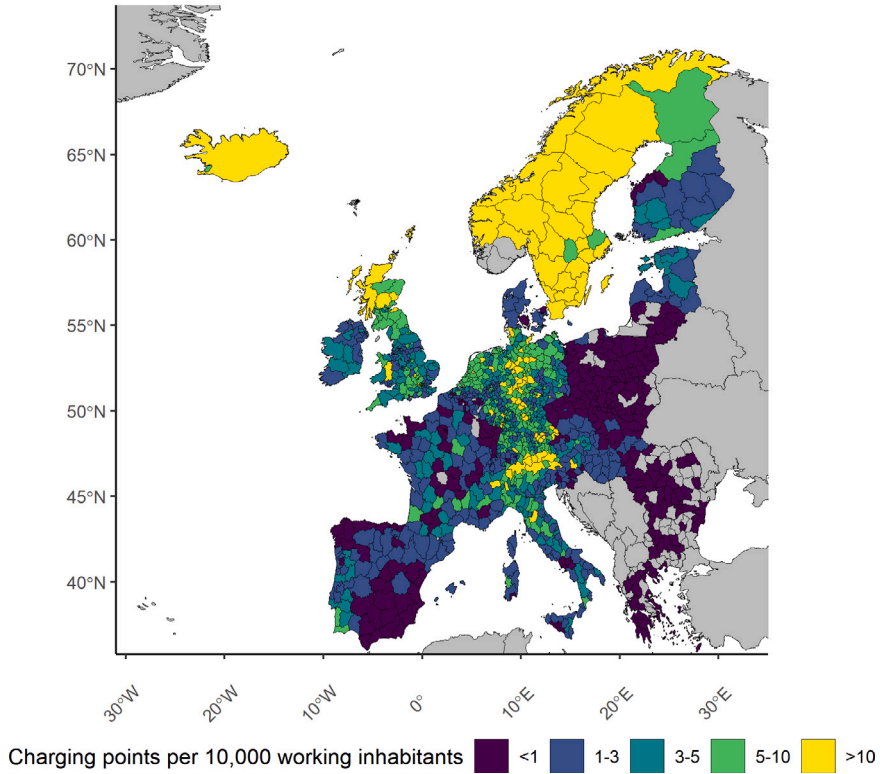 70°N
65°N
60°N
55°N
50°N
45°N
40°N
30°W
20°W
10°W
0°
10°E
20°E
30°E
Charging points per 10,000 working inhabitants <1 1-3 3-5 5-10 >10